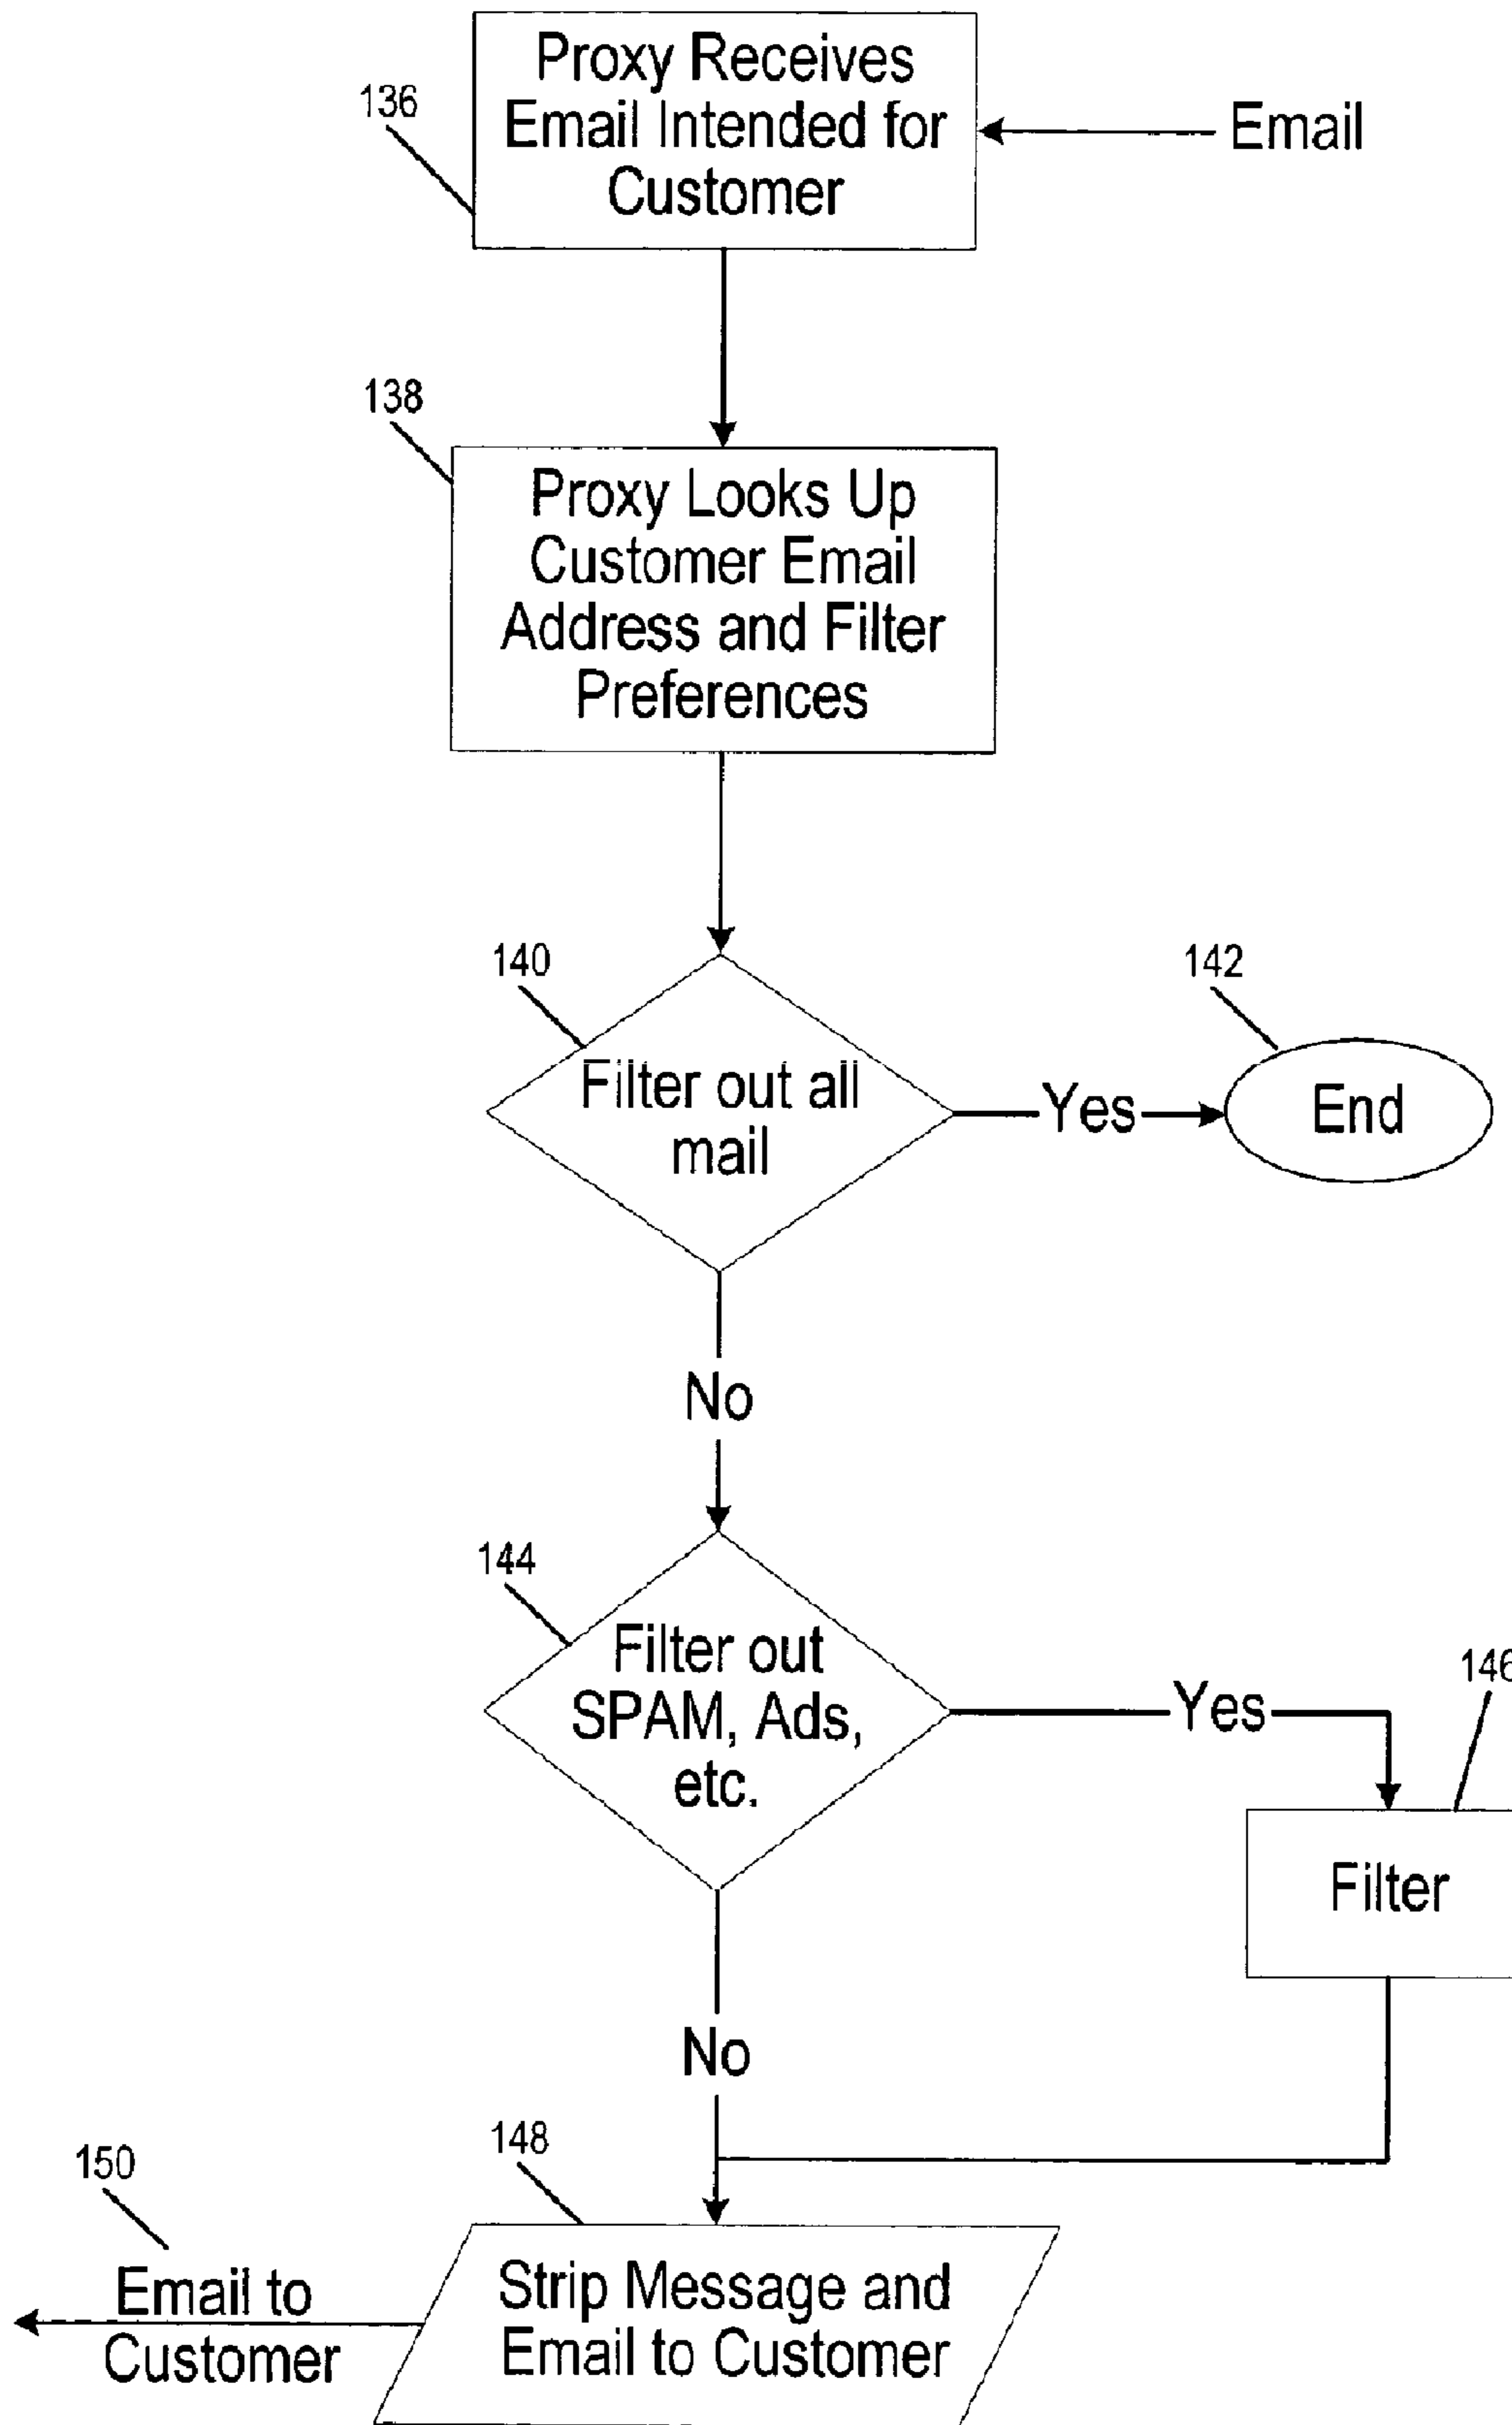 136
Proxy Receives
Email Intended for
Customer
Email
138
Proxy Looks Up
Customer Email
Address and Filter
Preferences
140
Filter out all
mail
Yes
142
End
No
144
Filter out
SPAM, Ads,
etc.
Yes
146
Filter
No
148
150
Email to
Customer
Strip Message and
Email to Customer